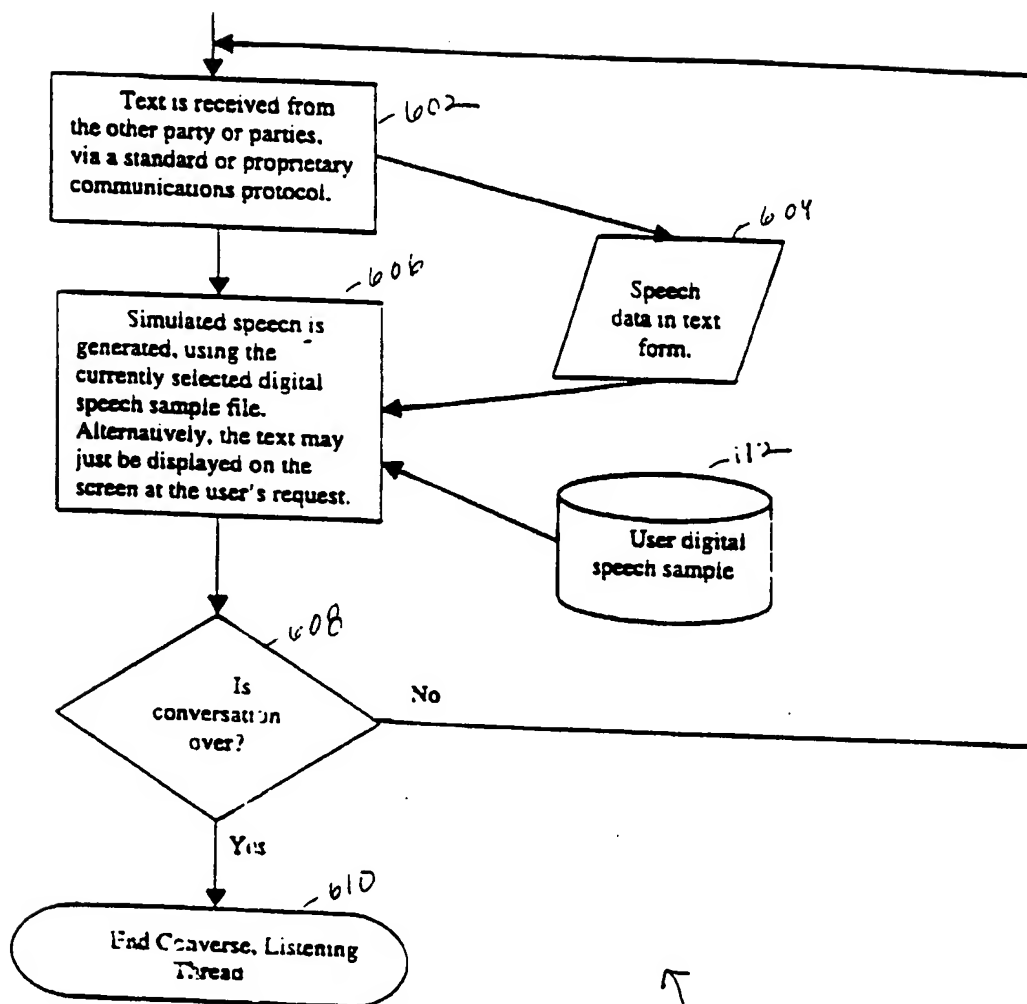 Text is received from
the other party or parties,
via a standard or proprietary
communications protocol.
602
604
Speech
data in text
form.
606
Simulated speech is
generated, using the
currently selected digital
speech sample file.
Alternatively, the text may
just be displayed on the
screen at the user's request.
112
User digital
speech sample
608
Is
conversation
over?
No
Yes
610
End Converse, Listening
Thread